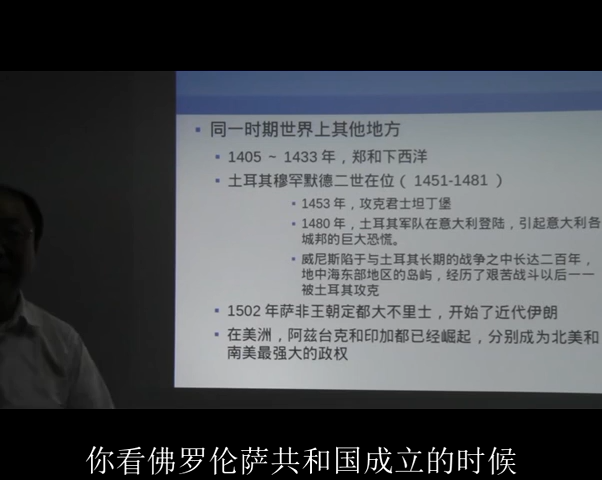 同一时期世界上其他地方
1405 ~ 1433 年，郑和下西洋
土耳其穆罕默德二世在位（ 1451-1481 ）
1453 年，攻克君士坦丁堡
1480 年，土耳其军队在意大利登陆，引起意大利各
城邦的巨大恐慌。
威尼斯陷于与土耳其长期的战争之中长达二百年，
地中海东部地区的岛屿，经历了艰苦战斗以后一一
被土耳其攻克
1502 年萨非王朝定都大不里士，开始了近代伊朗
在美洲，阿兹台克和印加都已经崛起，分别成为北美和
南美最强大的政权
你看佛罗伦萨共和国成立的时候